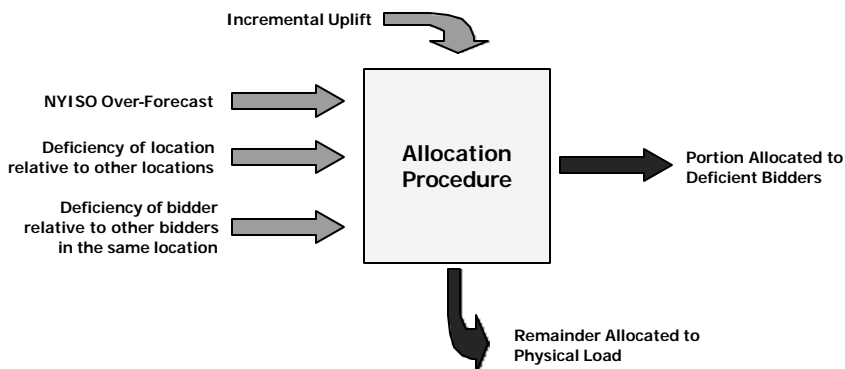 Incremental Uplift
NYISO Over-Forecast
Deficiency of location
relative to other locations
Deficiency of bidder
relative to other bidders
in the same location
Allocation
Procedure
Portion Allocated to
Deficient Bidders
Remainder Allocated to
Physical Load